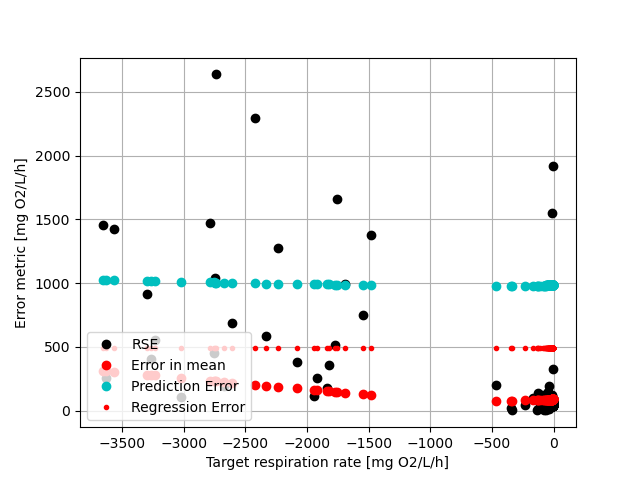 2500
2000
1500
1000
500
0
Error metric [mg O2/L/h]
RSE
Error in mean
Prediction Error
Regression Error
−3500 −3000 −2500 −2000 −1500 −1000 −500 0
Target respiration rate [mg O2/L/h]